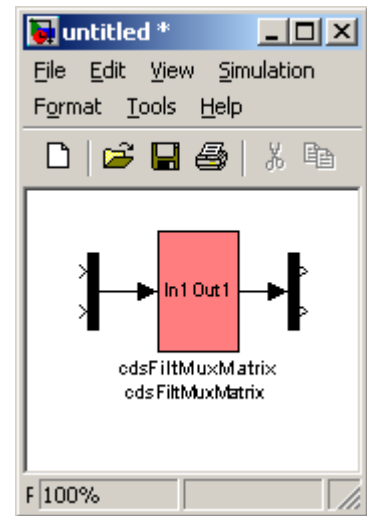 untitled *
File Edit View Simulation
Format Tools Help
In1 Out1
cdsFiltMuxMatrix
cdsFiltMuxMatrix
F 100%